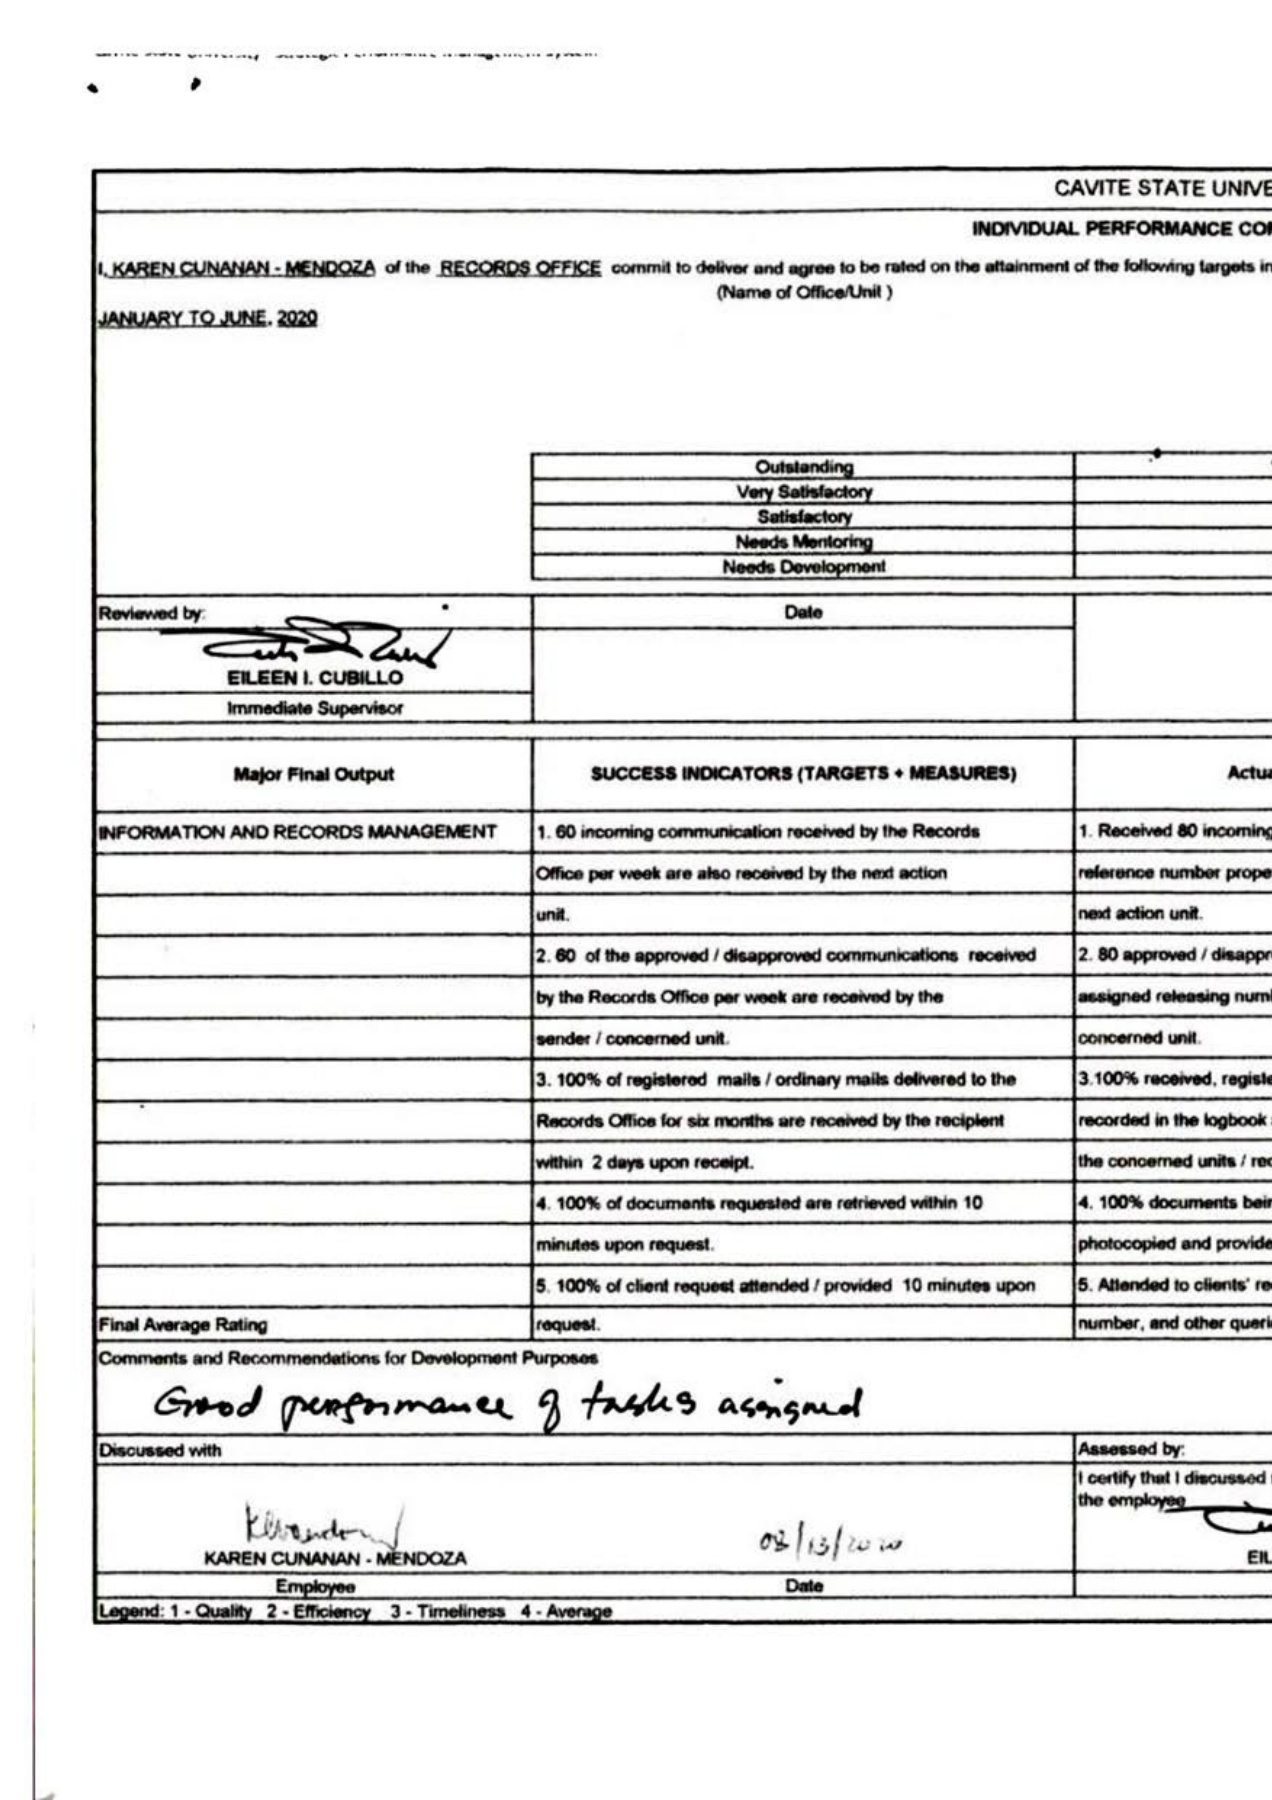 Cavite State University Strategic Performance Management System
CAVITE STATE UNIVE
INDIVIDUAL PERFORMANCE CO
I, KAREN CUNANAN - MENDOZA of the RECORDS OFFICE commit to deliver and agree to be rated on the attainment of the following targets in
(Name of Office/Unit )
JANUARY TO JUNE, 2020
Outstanding
Very Satisfactory
Satisfactory
Needs Mentoring
Needs Development
Reviewed by:
Date
EILEEN I. CUBILLO
Immediate Supervisor
Major Final Output SUCCESS INDICATORS (TARGETS + MEASURES) Actua
INFORMATION AND RECORDS MANAGEMENT 1. 60 incoming communication received by the Records 1. Received 80 incoming
Office per week are also received by the next action reference number prope
unit. next action unit.
2. 60 of the approved / disapproved communications received 2. 80 approved / disappr
by the Records Office per week are received by the assigned releasing num
sender / concerned unit. concerned unit.
3. 100% of registered mails / ordinary mails delivered to the 3.100% received, registe
Records Office for six months are received by the recipient recorded in the logbook
within 2 days upon receipt. the concerned units / rec
4. 100% of documents requested are retrieved within 10 4. 100% documents bein
minutes upon request. photocopied and provide
5. 100% of client request attended / provided 10 minutes upon 5. Attended to clients' re
Final Average Rating request. number, and other queri
Comments and Recommendations for Development Purposes
Good performance of tasks assigned
Discussed with Assessed by:
I certify that I discussed
the employee
08/13/2020
KAREN CUNANAN - MENDOZA EIL
Employee Date
Legend: 1 - Quality 2 - Efficiency 3 - Timeliness 4 - Average